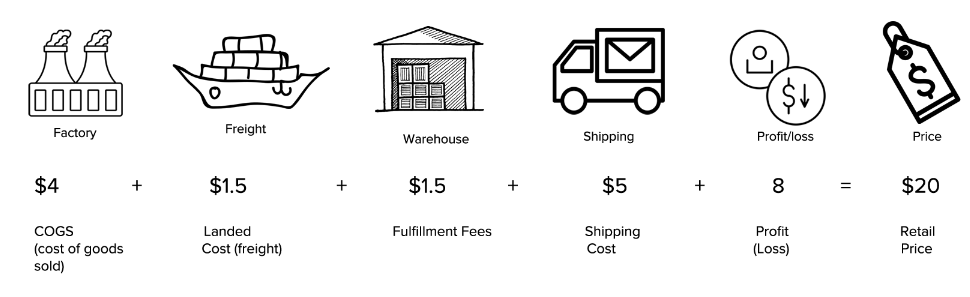 Factory
Freight
Warehouse
Shipping
Profit/loss
Price
$4 + $1.5 + $1.5 + $5 + 8 = $20
COGS
(cost of goods
sold)
Landed
Cost (freight)
Fulfillment Fees
Shipping
Cost
Profit
(Loss)
Retail
Price